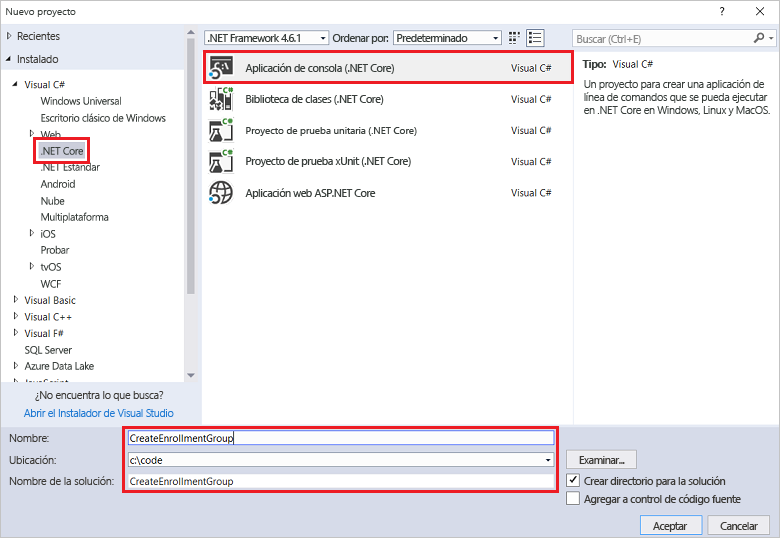 Nuevo proyecto
?
Recientes
Instalado
Visual C#
Windows Universal
Escritorio clásico de Windows
Web
.NET Core
.NET Estándar
Android
Nube
Multiplataforma
iOS
Probar
tvOS
WCF
Visual Basic
Visual C++
Visual F#
SQL Server
Azure Data Lake
JavaScript
¿No encuentra lo que busca?
Abrir el Instalador de Visual Studio
.NET Framework 4.6.1 Ordenar por: Predeterminado
Aplicación de consola (.NET Core) Visual C#
Biblioteca de clases (.NET Core) Visual C#
Proyecto de prueba unitaria (.NET Core) Visual C#
Proyecto de prueba xUnit (.NET Core) Visual C#
Aplicación web ASP.NET Core Visual C#
Buscar (Ctrl+E)
Tipo: Visual C#
Un proyecto para crear una aplicación de
línea de comandos que se pueda ejecutar
en .NET Core en Windows, Linux y MacOS.
Nombre: CreateEnrollmentGroup
Ubicación: c:\code Examinar...
Nombre de la solución: CreateEnrollmentGroup
Crear directorio para la solución
Agregar a control de código fuente
Aceptar Cancelar